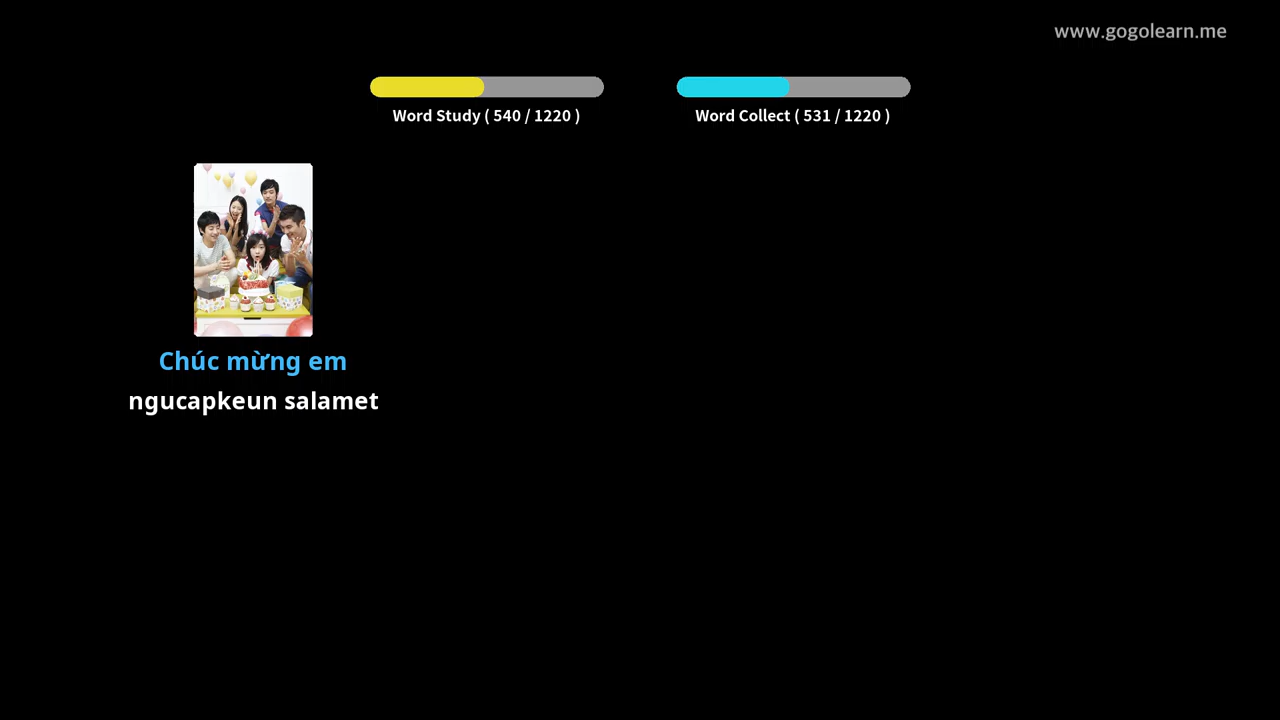 www.gogolearn.me
Word Study ( 540 / 1220 )
Word Collect ( 531 / 1220 )
Chúc mừng em
ngucapkeun salamet